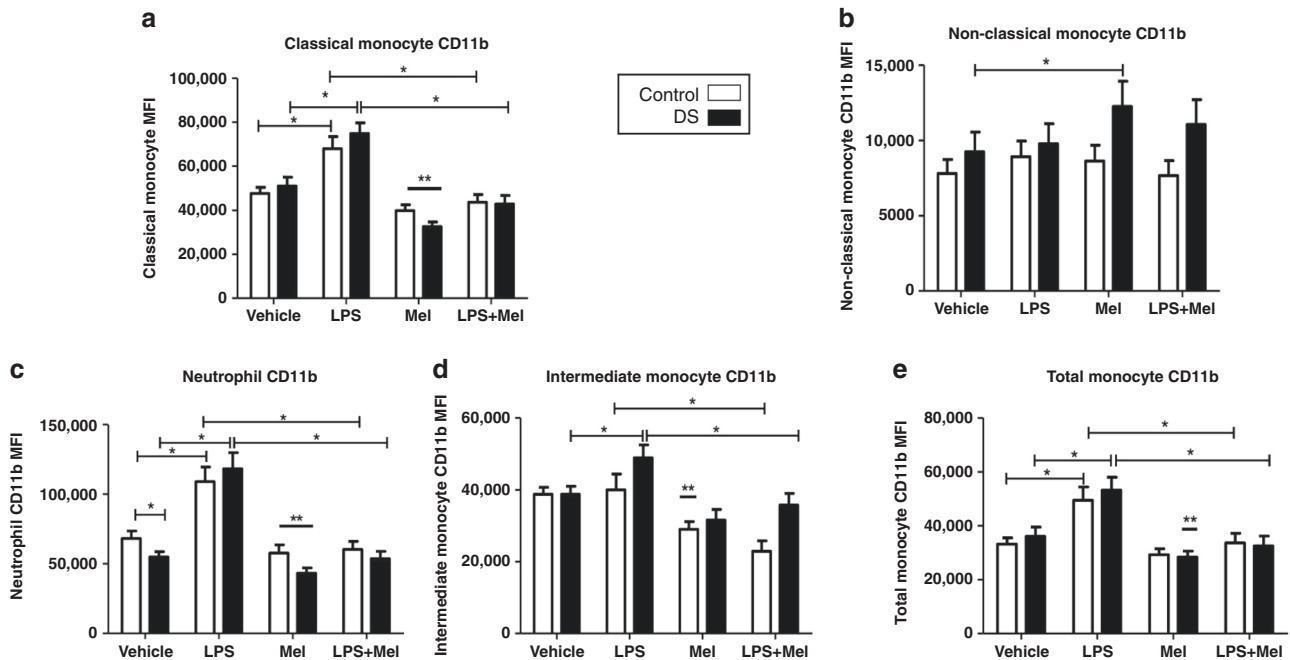 a
Classical monocyte CD11b
Classical monocyte MFI
100,000
80,000
60,000
40,000
20,000
0
*
*
*
*
**
Vehicle LPS Mel LPS+Mel
Control
DS
b
Non-classical monocyte CD11b
Non-classical monocyte CD11b MFI
15,000
10,000
5000
0
*
Vehicle LPS Mel LPS+Mel
c
Neutrophil CD11b
Neutrophil CD11b MFI
150,000
100,000
50,000
0
*
*
*
*
*
**
Vehicle LPS Mel LPS+Mel
d
Intermediate monocyte CD11b
Intermediate monocyte CD11b MFI
60,000
40,000
20,000
0
*
*
*
**
Vehicle LPS Mel LPS+Mel
e
Total monocyte CD11b
Total monocyte CD11b MFI
80,000
60,000
40,000
20,000
0
*
*
*
*
**
Vehicle LPS Mel LPS+Mel